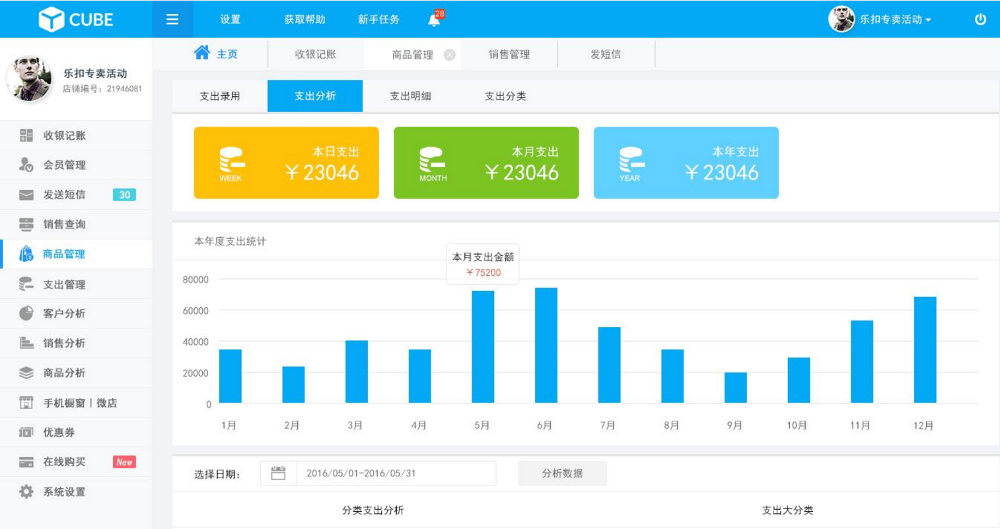 CUBE
设置
获取帮助
新手任务
28
乐扣专卖活动
主页
收银记账
商品管理
销售管理
发短信
乐扣专卖活动
店铺编号：21946081
收银记账
会员管理
发送短信 30
销售查询
商品管理
支出管理
客户分析
销售分析
商品分析
手机橱窗 | 微店
优惠券
在线购买 New
系统设置
支出录用
支出分析
支出明细
支出分类
WEEK
本日支出
￥23046
MONTH
本月支出
￥23046
YEAR
本年支出
￥23046
本年度支出统计
本月支出金额
￥75200
80000
60000
40000
20000
0
1月 2月 3月 4月 5月 6月 7月 8月 9月 10月 11月 12月
选择日期：
2016/05/01-2016/05/31
分析数据
分类支出分析
支出大分类